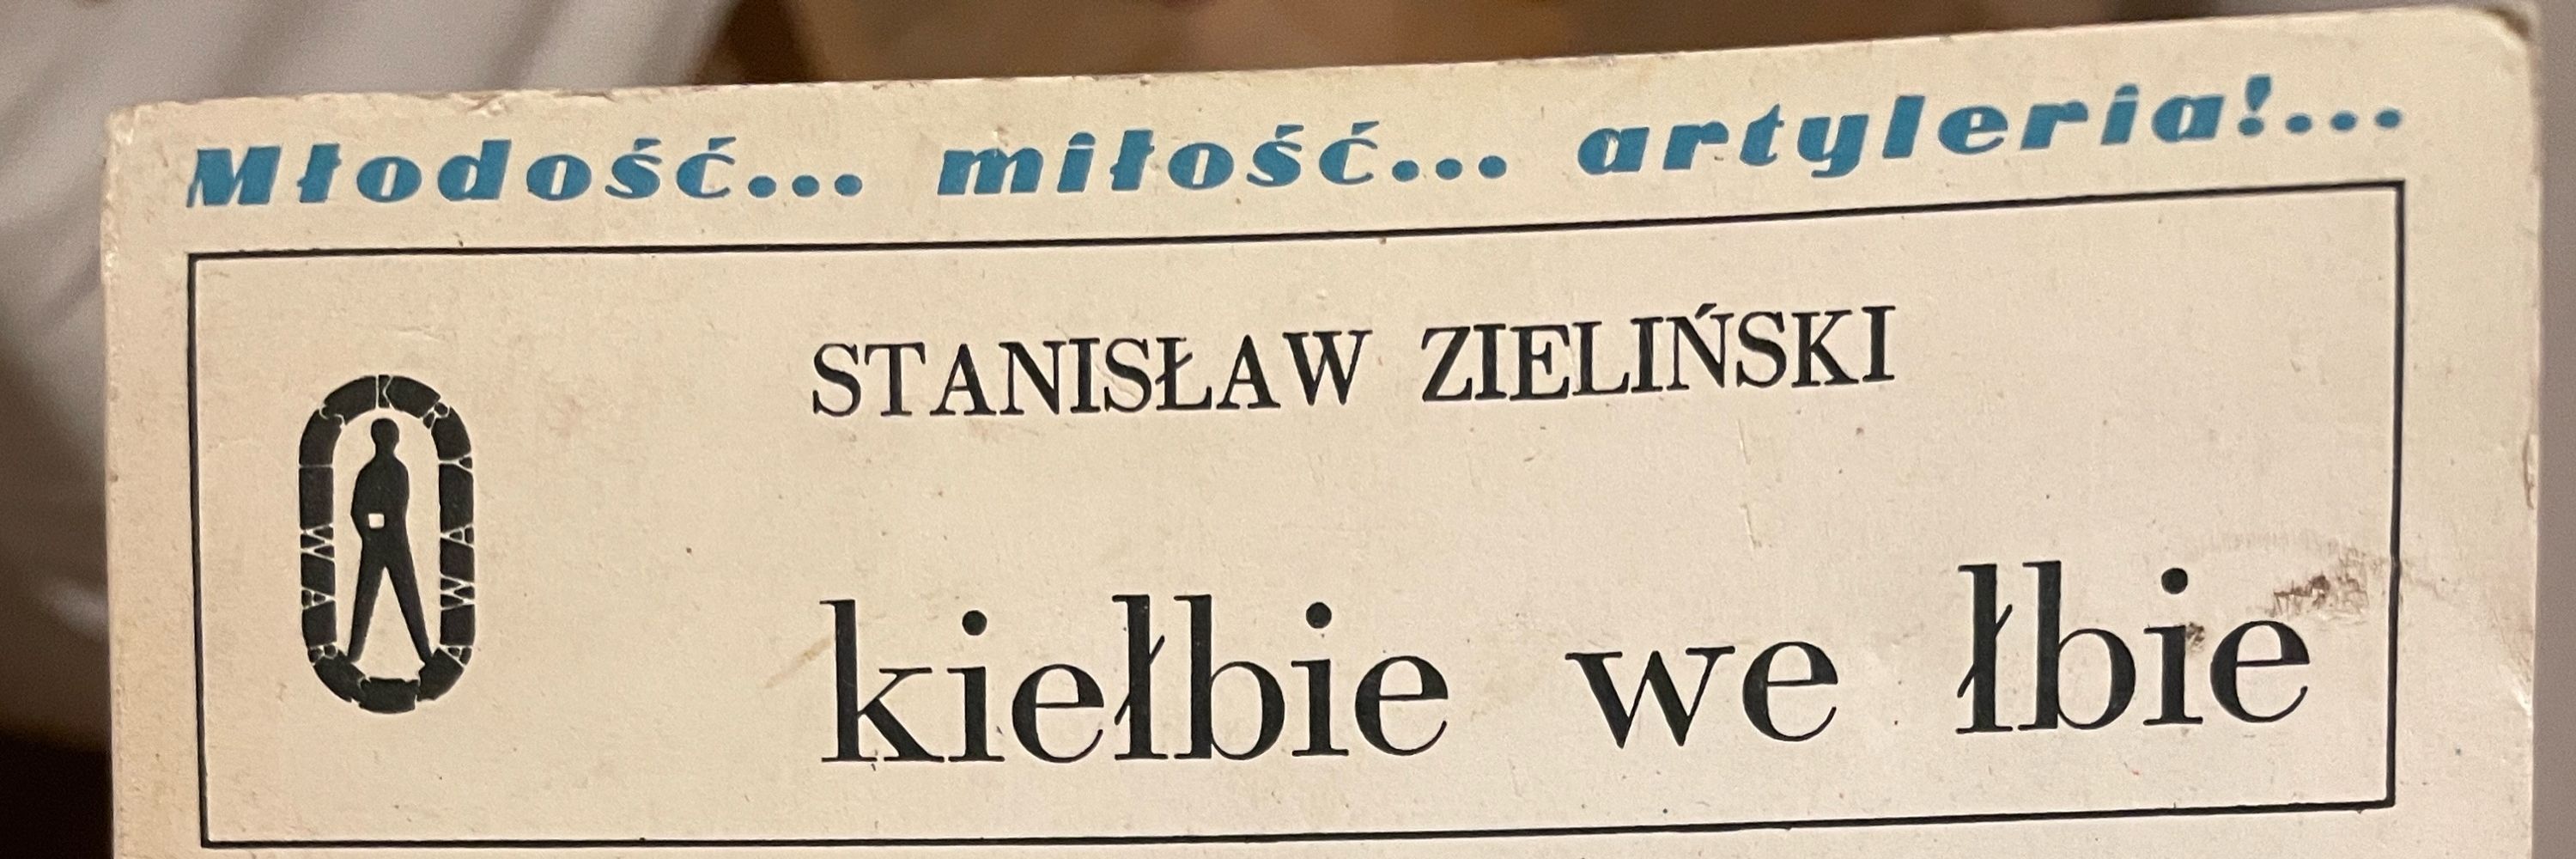 Młodość... miłość... artyleria!...
STANISŁAW ZIELIŃSKI
kiełbie we łbie